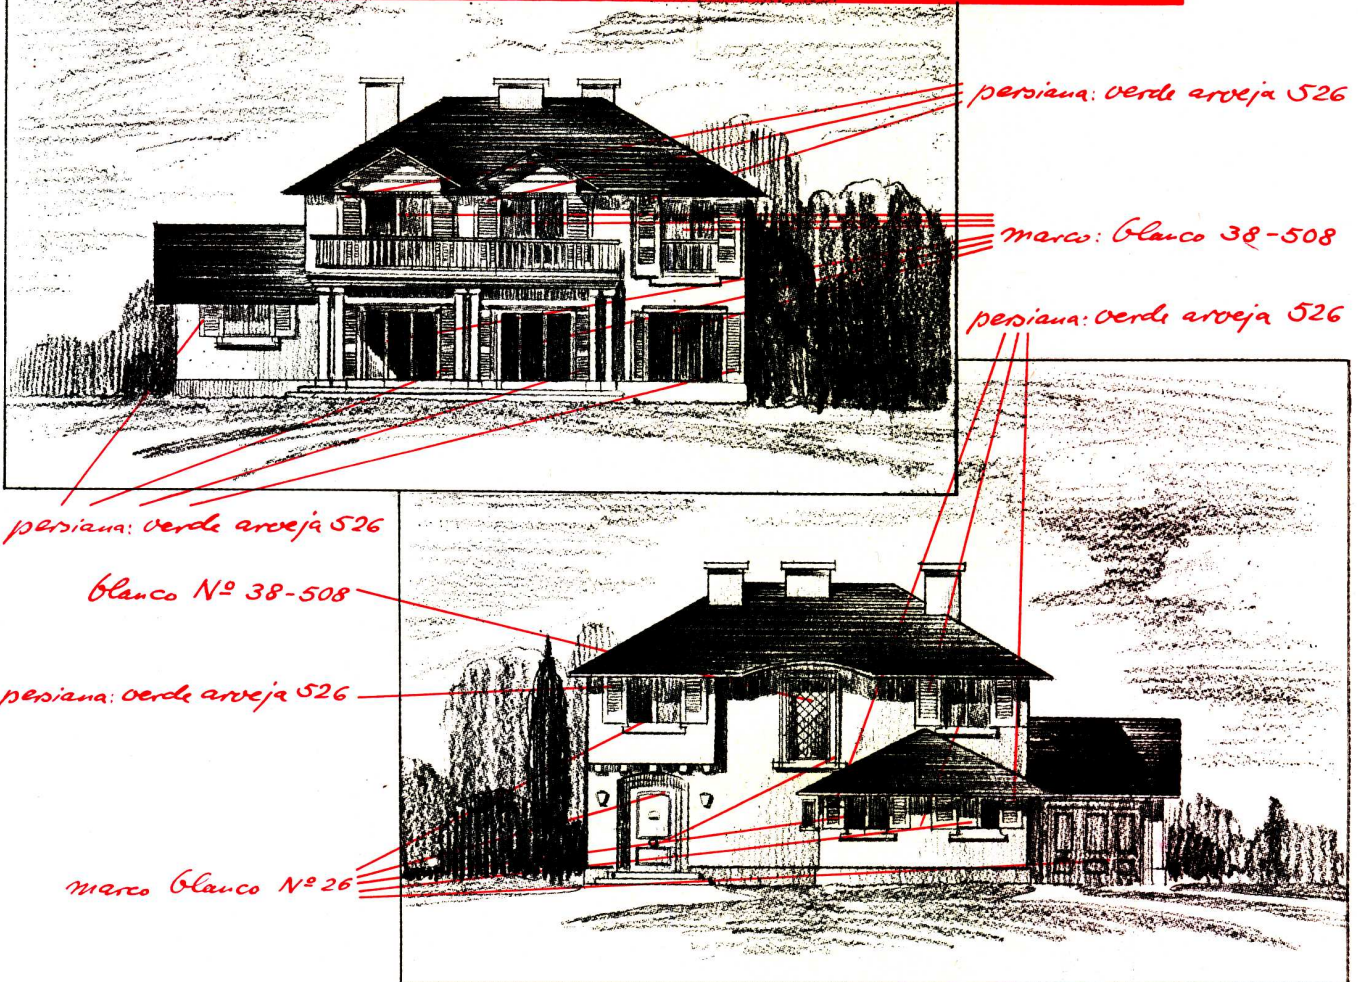 persiana: verde arveja 526
marco: blanco 38-508
persiana: verde arveja 526
persiana: verde arveja 526
blanco Nº 38-508
persiana: verde arveja 526
marco blanco Nº 26